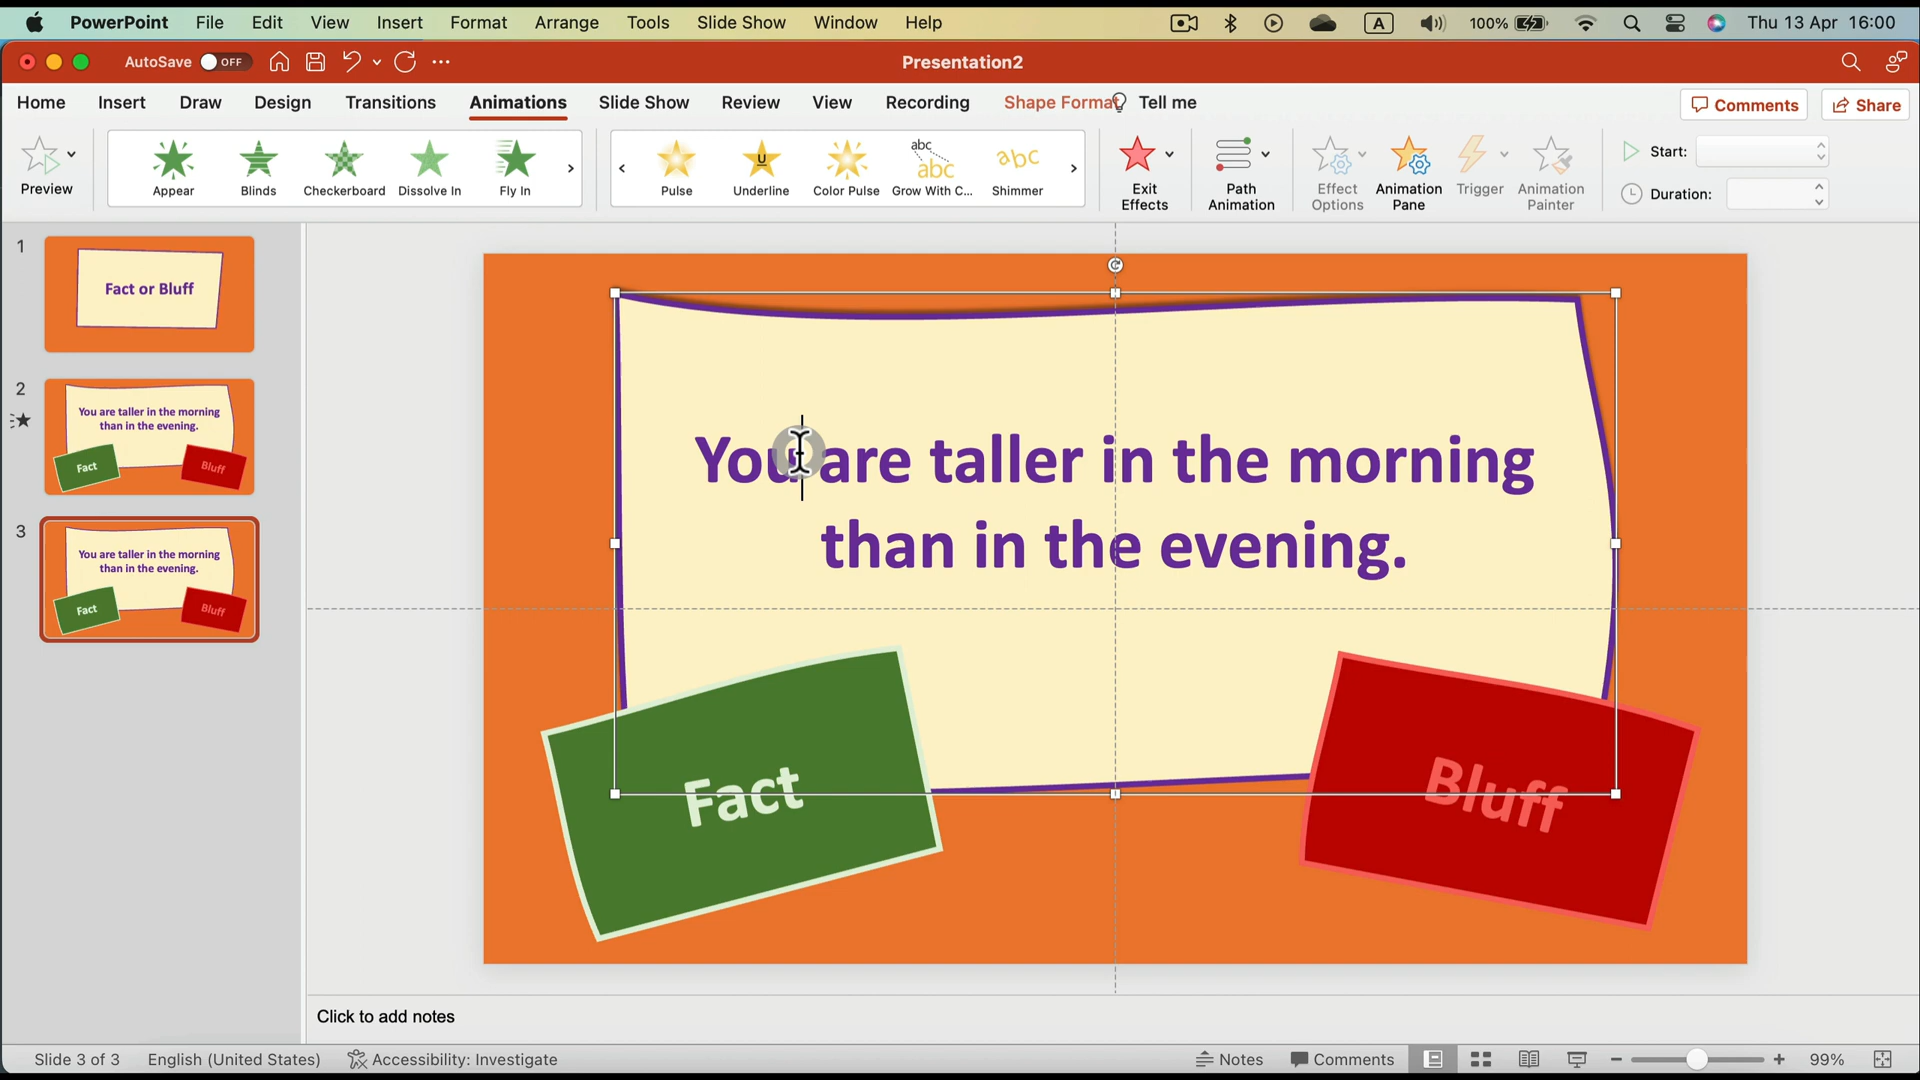 PowerPoint File Edit View Insert Format Arrange Tools Slide Show Window Help A 100% Thu 13 Apr 16:00
AutoSave OFF Presentation2
Home Insert Draw Design Transitions Animations Slide Show Review View Recording Shape Format Tell me Comments Share
Preview
Appear Blinds Checkerboard Dissolve In Fly In
Pulse
U Underline
Color Pulse
abc abc Grow With C...
abc Shimmer
Exit Effects
Path Animation
Effect Options
Animation Pane
Trigger
Animation Painter
Start:
Duration:
1
Fact or Bluff
2
You are taller in the morning
than in the evening.
Fact
Bluff
3
You are taller in the morning
than in the evening.
Fact
Bluff
You are taller in the morning
than in the evening.
Fact
Bluff
Click to add notes
Slide 3 of 3 English (United States) Accessibility: Investigate Notes Comments 99%